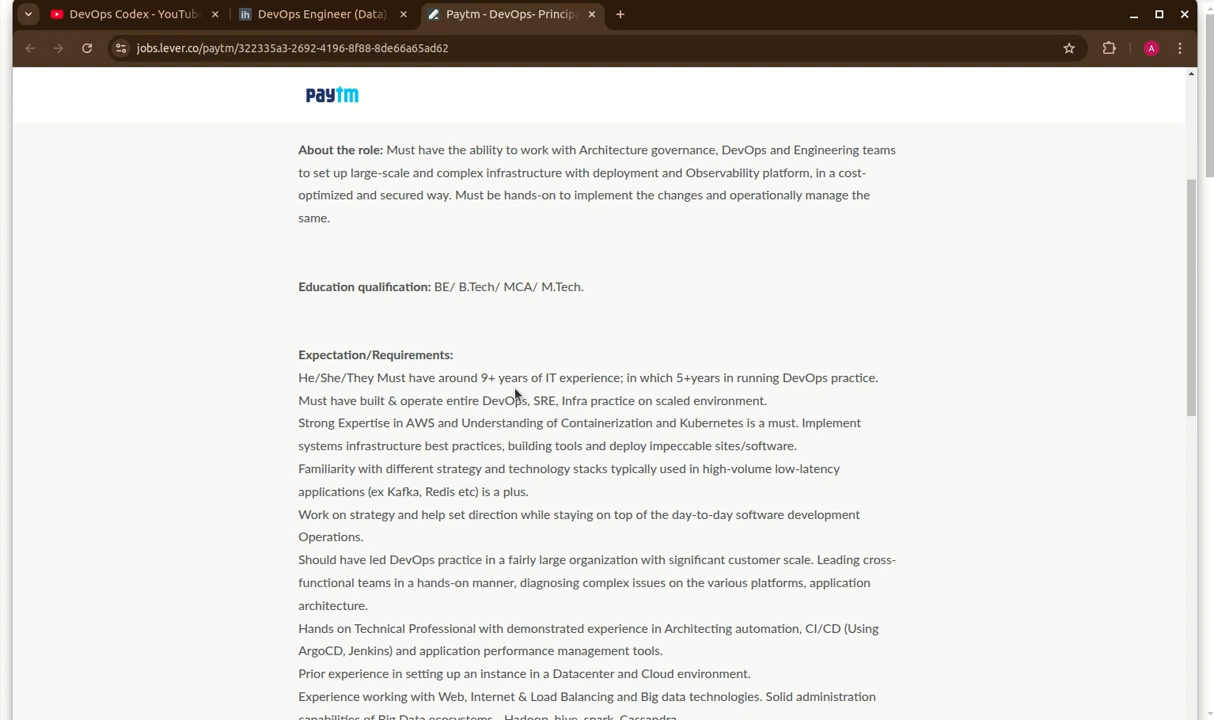 DevOps Codex - YouTub
DevOps Engineer (Data)
Paytm - DevOps- Princip
jobs.lever.co/paytm/322335a3-2692-4196-8f88-8de66a65ad62
A
paytm
About the role: Must have the ability to work with Architecture governance, DevOps and Engineering teams
to set up large-scale and complex infrastructure with deployment and Observability platform, in a cost-
optimized and secured way. Must be hands-on to implement the changes and operationally manage the
same.
Education qualification: BE/ B.Tech/ MCA/ M.Tech.
Expectation/Requirements:
He/She/They Must have around 9+ years of IT experience; in which 5+years in running DevOps practice.
Must have built & operate entire DevOps, SRE, Infra practice on scaled environment.
Strong Expertise in AWS and Understanding of Containerization and Kubernetes is a must. Implement
systems infrastructure best practices, building tools and deploy impeccable sites/software.
Familiarity with different strategy and technology stacks typically used in high-volume low-latency
applications (ex Kafka, Redis etc) is a plus.
Work on strategy and help set direction while staying on top of the day-to-day software development
Operations.
Should have led DevOps practice in a fairly large organization with significant customer scale. Leading cross-
functional teams in a hands-on manner, diagnosing complex issues on the various platforms, application
architecture.
Hands on Technical Professional with demonstrated experience in Architecting automation, CI/CD (Using
ArgoCD, Jenkins) and application performance management tools.
Prior experience in setting up an instance in a Datacenter and Cloud environment.
Experience working with Web, Internet & Load Balancing and Big data technologies. Solid administration
capabilities of Big Data ecosystems - Hadoop, hive, spark, Cassandra